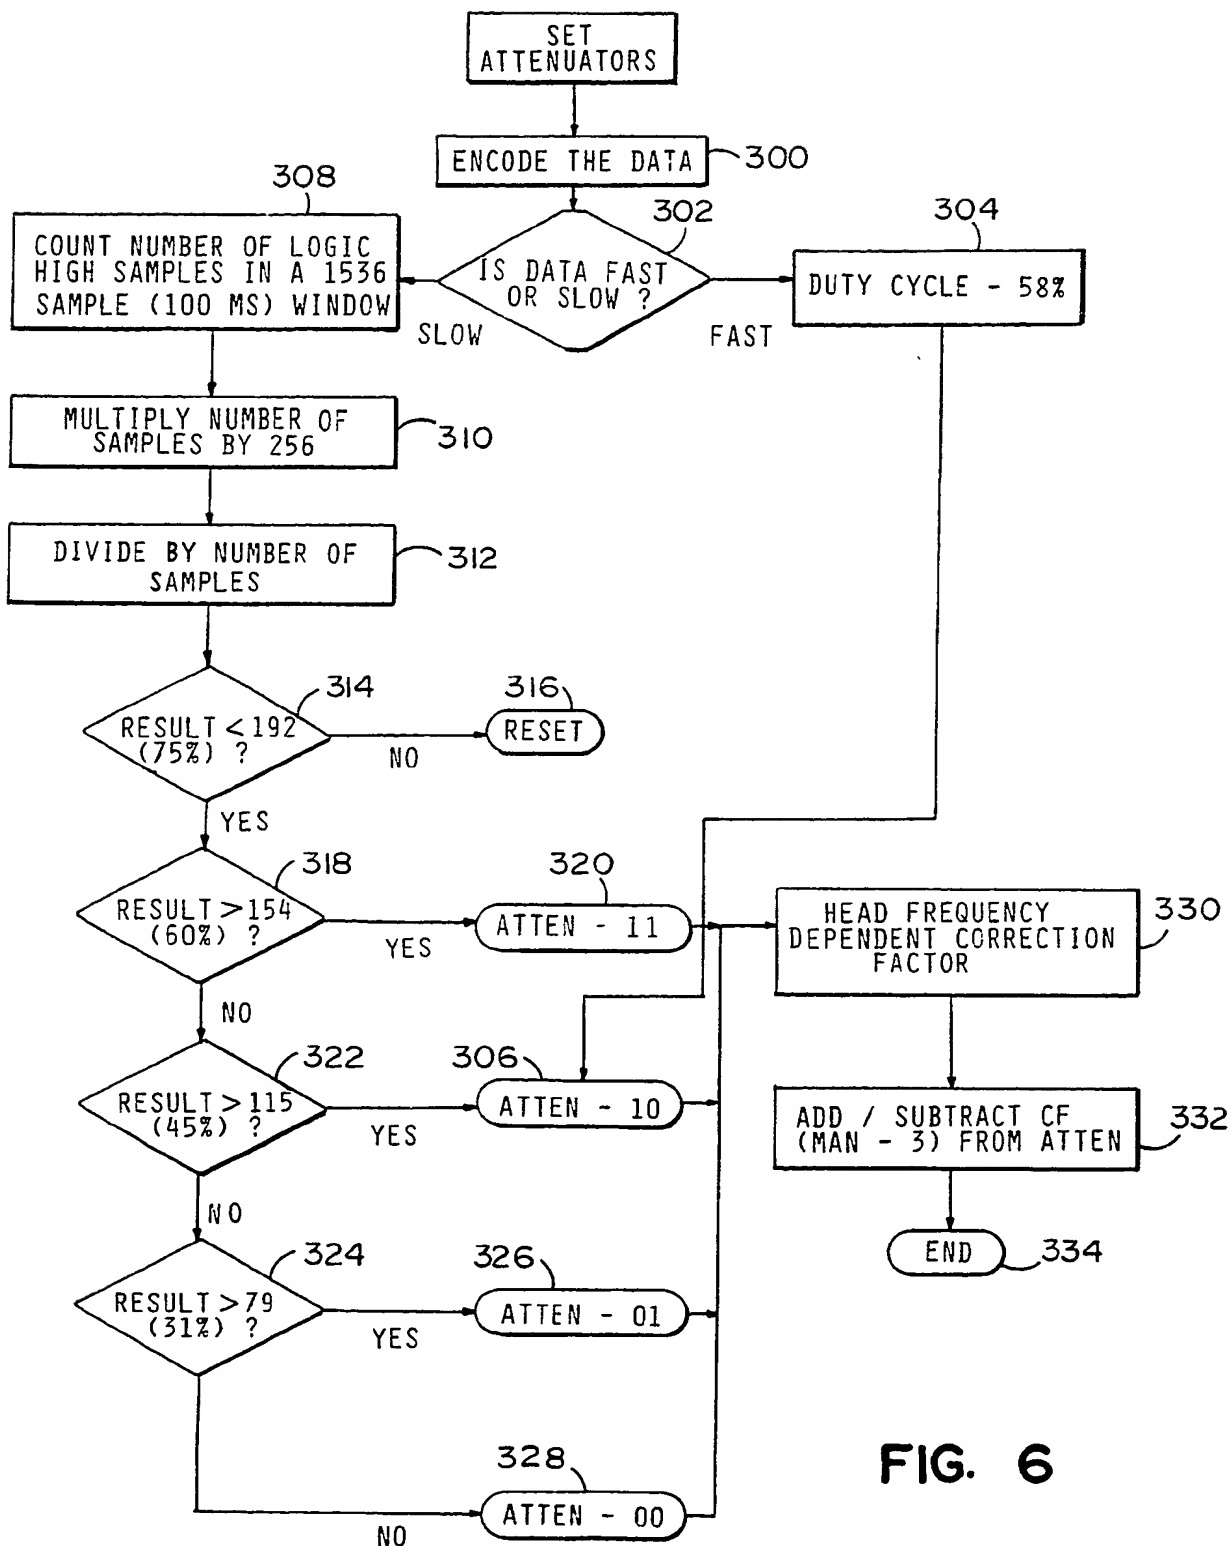 SET
ATTENUATORS
ENCODE THE DATA
300
308
302
304
COUNT NUMBER OF LOGIC
HIGH SAMPLES IN A 1536
SAMPLE (100 MS) WINDOW
IS DATA FAST
OR SLOW ?
DUTY CYCLE - 58%
SLOW
FAST
MULTIPLY NUMBER OF
SAMPLES BY 256
310
DIVIDE BY NUMBER OF
SAMPLES
312
314
316
RESULT < 192
(75%) ?
RESET
NO
YES
318
320
RESULT > 154
(60%) ?
ATTEN - 11
YES
HEAD FREQUENCY
DEPENDENT CORRECTION
FACTOR
330
NO
322
306
RESULT > 115
(45%) ?
ATTEN - 10
YES
ADD / SUBTRACT CF
(MAN - 3) FROM ATTEN
332
NO
324
326
END
334
RESULT > 79
(31%) ?
ATTEN - 01
YES
328
ATTEN - 00
NO
FIG. 6